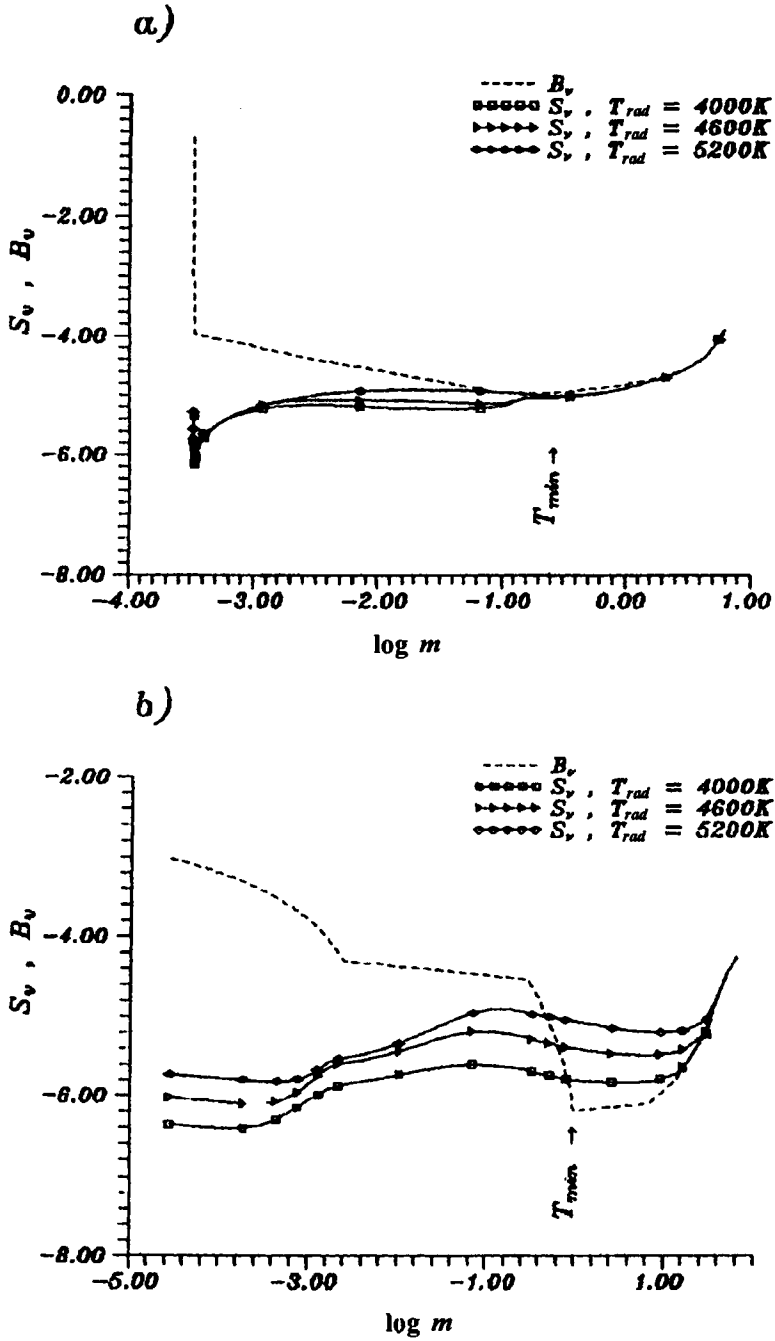 a)
0.00
-2.00
-4.00
-6.00
-8.00
S_ν , B_ν
B_ν
S_ν , T_rad = 4000K
S_ν , T_rad = 4600K
S_ν , T_rad = 5200K
T_min →
-4.00 -3.00 -2.00 -1.00 0.00 1.00
log m
b)
-2.00
-4.00
-6.00
-8.00
S_ν , B_ν
B_ν
S_ν , T_rad = 4000K
S_ν , T_rad = 4600K
S_ν , T_rad = 5200K
T_min →
-5.00 -3.00 -1.00 1.00
log m